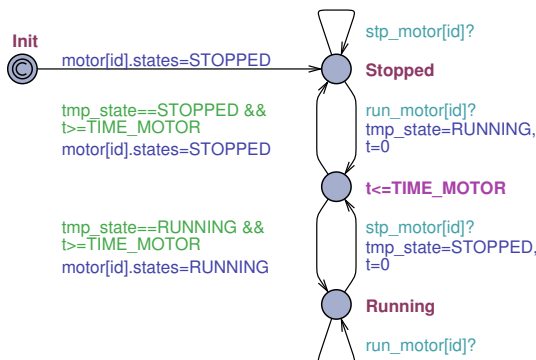 Init
stp_motor[id]?
motor[id].states=STOPPED
Stopped
tmp_state==STOPPED &&
t>=TIME_MOTOR
motor[id].states=STOPPED
run_motor[id]?
tmp_state=RUNNING,
t=0
t<=TIME_MOTOR
tmp_state==RUNNING &&
t>=TIME_MOTOR
motor[id].states=RUNNING
stp_motor[id]?
tmp_state=STOPPED,
t=0
Running
run_motor[id]?